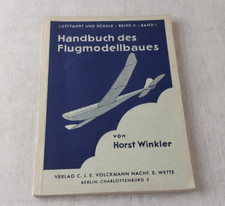 LUFTFAHRT UND SCHULE • REIHE II • BAND 1
Handbuch des
Flugmodellbaues
von
Horst Winkler
VERLAG C. J. E. VOLCKMANN NACHF. E. WETTE
BERLIN-CHARLOTTENBURG 2